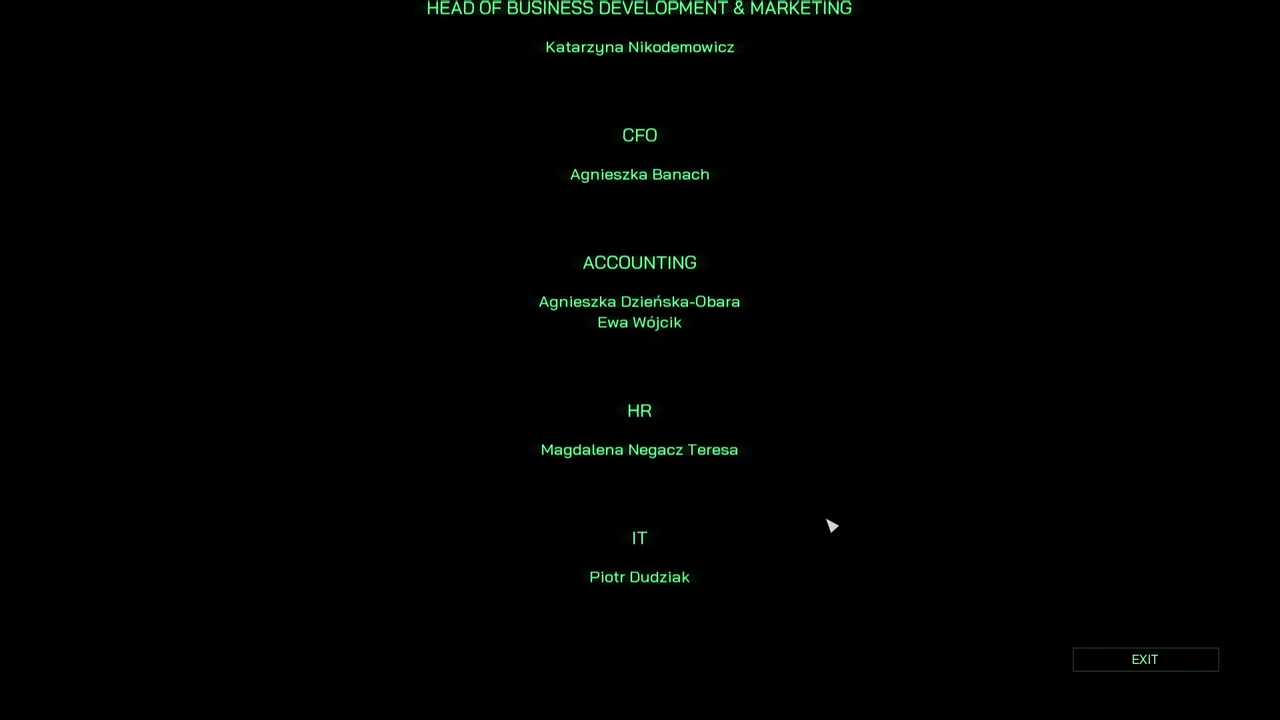 HEAD OF BUSINESS DEVELOPMENT & MARKETING
Katarzyna Nikodemowicz
CFO
Agnieszka Banach
ACCOUNTING
Agnieszka Dzieńska-Obara
Ewa Wójcik
HR
Magdalena Negacz Teresa
IT
Piotr Dudziak
EXIT